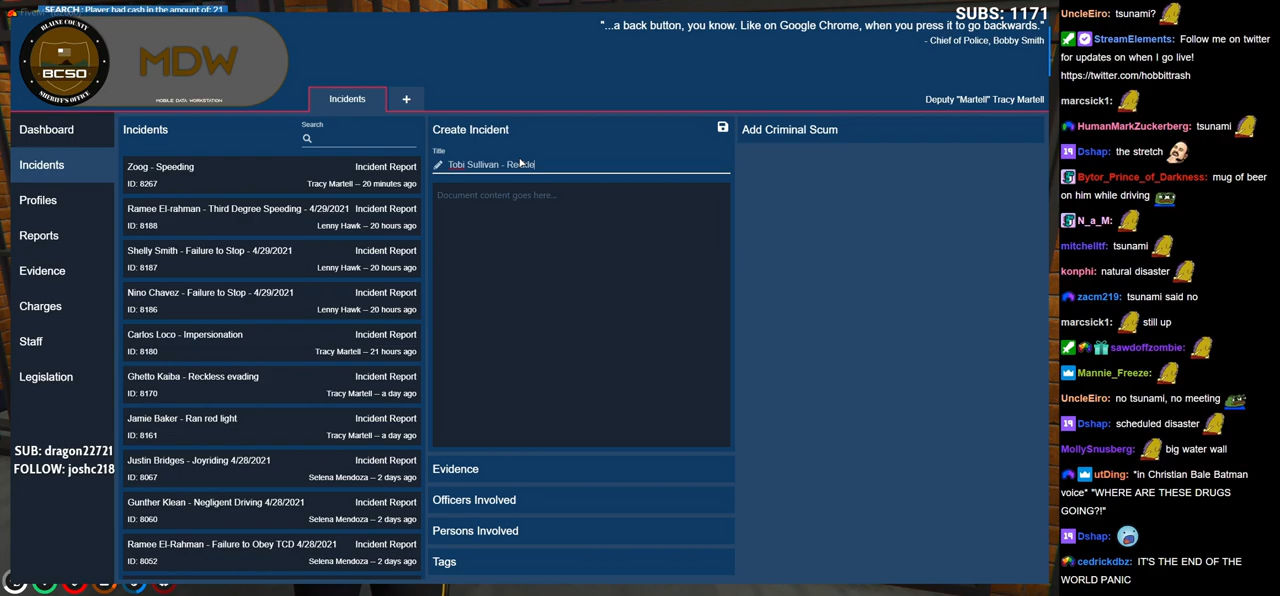 SEARCH : Player had cash in the amount of: 21
SUBS: 1171
"...a back button, you know. Like on Google Chrome, when you press it to go backwards."
- Chief of Police, Bobby Smith
BLAINE COUNTY
BCSO
SHERIFF'S OFFICE
MDW
MOBILE DATA WORKSTATION
Incidents
+
Deputy "Martell" Tracy Martell
Dashboard
Incidents
Profiles
Reports
Evidence
Charges
Staff
Legislation
SUB: dragon22721
FOLLOW: joshc218
Incidents
Search
Zoog - Speeding Incident Report
ID: 8267 Tracy Martell – 20 minutes ago
Ramee El-rahman - Third Degree Speeding - 4/29/2021 Incident Report
ID: 8188 Lenny Hawk – 20 hours ago
Shelly Smith - Failure to Stop - 4/29/2021 Incident Report
ID: 8187 Lenny Hawk – 20 hours ago
Nino Chavez - Failure to Stop - 4/29/2021 Incident Report
ID: 8186 Lenny Hawk – 20 hours ago
Carlos Loco - Impersonation Incident Report
ID: 8180 Tracy Martell – 21 hours ago
Ghetto Kaiba - Reckless evading Incident Report
ID: 8170 Tracy Martell – a day ago
Jamie Baker - Ran red light Incident Report
ID: 8161 Tracy Martell – a day ago
Justin Bridges - Joyriding 4/28/2021 Incident Report
ID: 8067 Selena Mendoza – 2 days ago
Gunther Klean - Negligent Driving 4/28/2021 Incident Report
ID: 8060 Selena Mendoza – 2 days ago
Ramee El-Rahman - Failure to Obey TCD 4/28/2021 Incident Report
ID: 8052 Selena Mendoza – 2 days ago
Create Incident
Title
Tobi Sullivan - Reckle
Document content goes here...
Evidence
Officers Involved
Persons Involved
Tags
Add Criminal Scum
UncleEiro: tsunami?
StreamElements: Follow me on twitter
for updates on when I go live!
https://twitter.com/hobbittrash
marcsick1:
HumanMarkZuckerberg: tsunami
19 Dshap: the stretch
Bytor_Prince_of_Darkness: mug of beer
on him while driving
N_a_M:
mitchelltf: tsunami
konphi: natural disaster
zacm219: tsunami said no
marcsick1: still up
sawdoffzombie:
Mannie_Freeze:
UncleEiro: no tsunami, no meeting
19 Dshap: scheduled disaster
MollySnusberg: big water wall
utDing: "in Christian Bale Batman
voice" "WHERE ARE THESE DRUGS
GOING?!"
19 Dshap:
cedrickdbz: IT'S THE END OF THE
WORLD PANIC